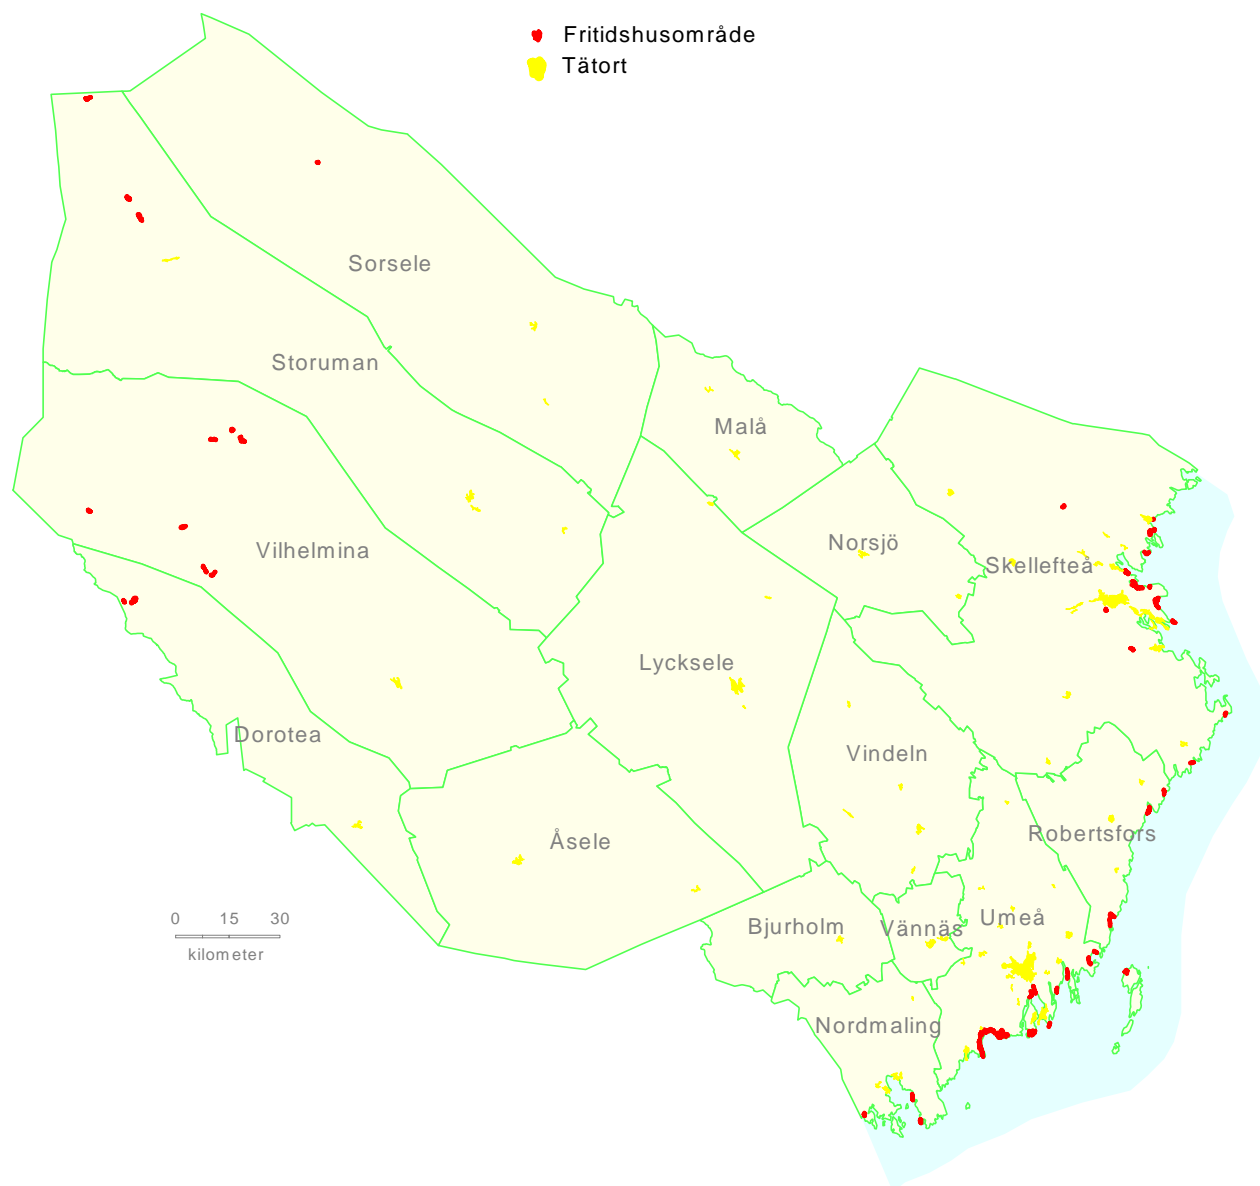 Fritidshusområde
Tätort
Sorsele
Storuman
Malå
Norsjö
Vilhelmina
Skellefteå
Lycksele
Dorotea
Vindeln
Robertsfors
Åsele
Umeå
Bjurholm
Vännäs
0 15 30
kilometer
Nordmaling